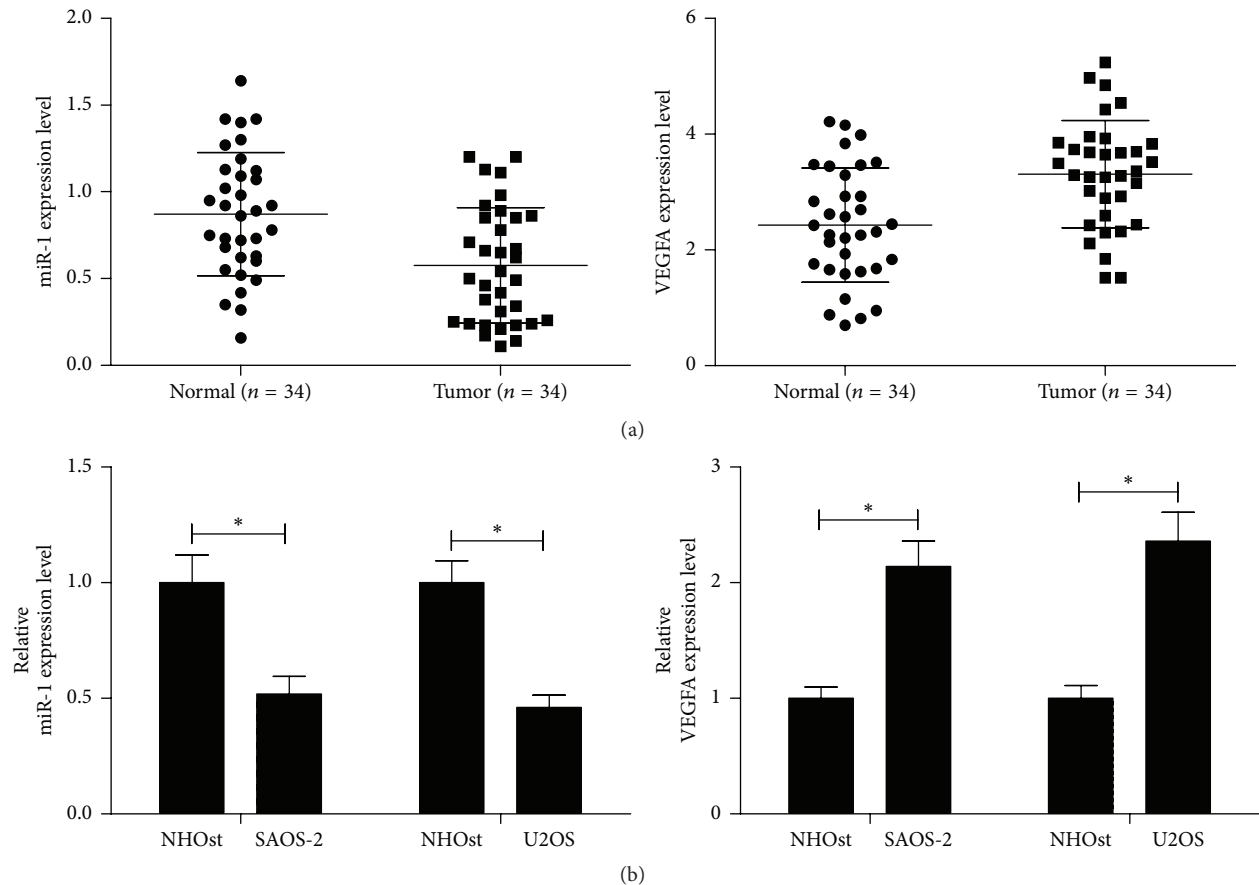 miR-1 expression level
2.0
1.5
1.0
0.5
0.0
Normal (n = 34)
Tumor (n = 34)
VEGFA expression level
6
4
2
0
Normal (n = 34)
Tumor (n = 34)
(a)
Relative
miR-1 expression level
1.5
1.0
0.5
0.0
*
*
NHOst
SAOS-2
NHOst
U2OS
Relative
VEGFA expression level
3
2
1
0
*
*
NHOst
SAOS-2
NHOst
U2OS
(b)